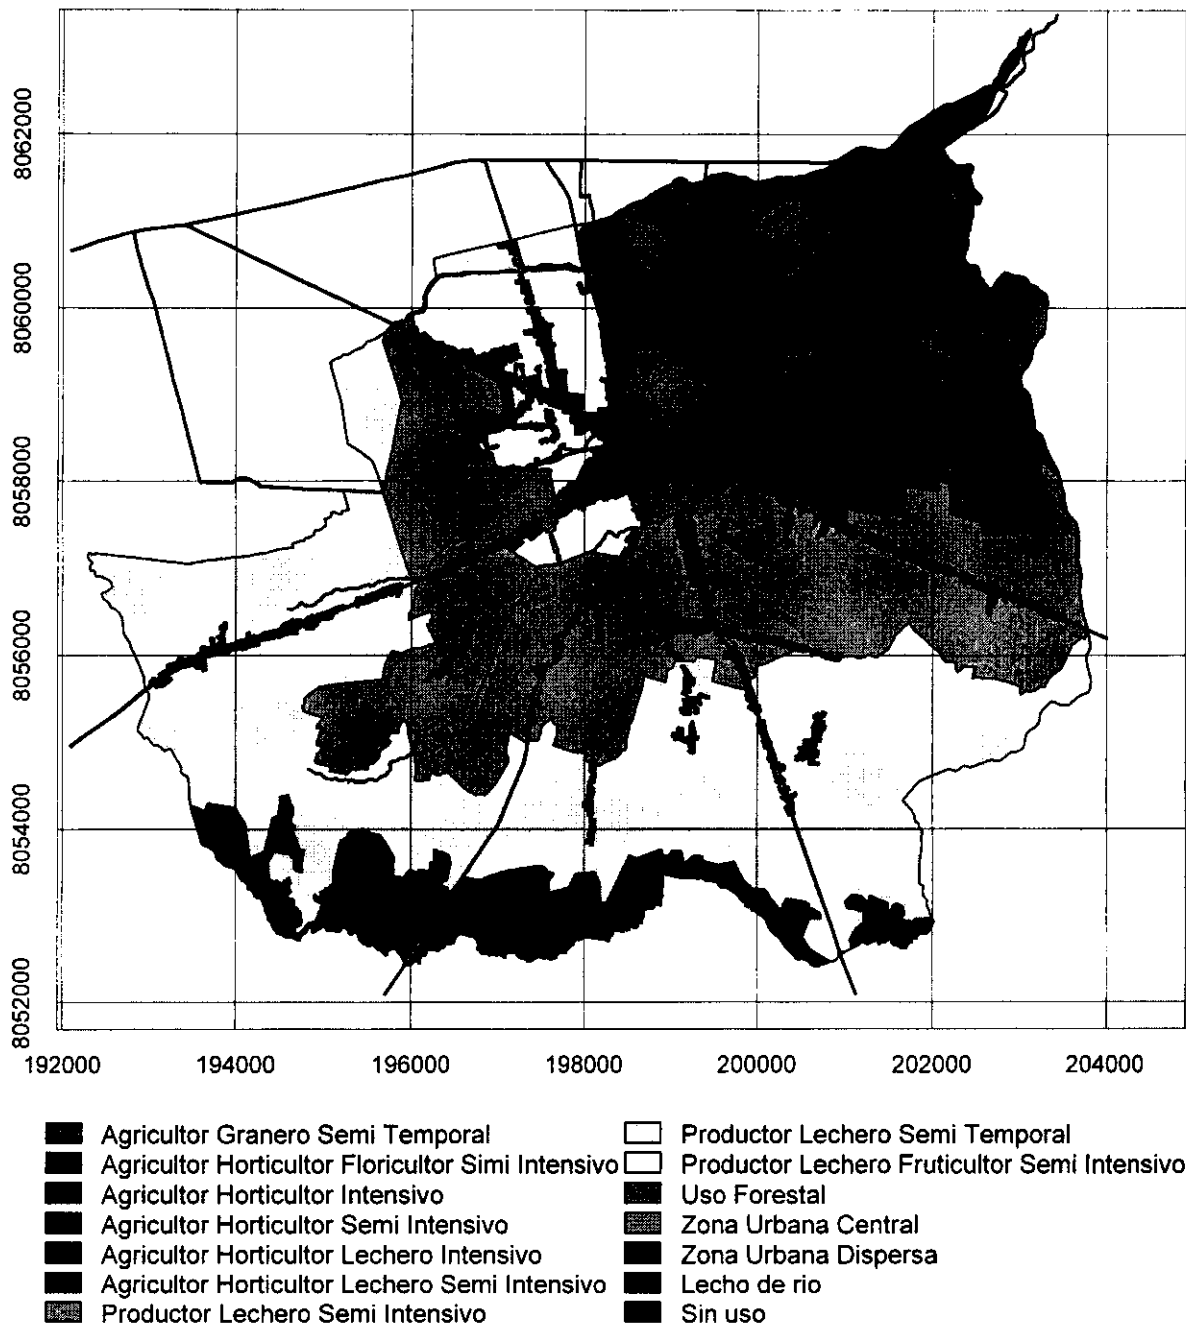 8062000
8060000
8058000
8056000
8054000
8052000
192000 194000 196000 198000 200000 202000 204000
Agricultor Granero Semi Temporal
Agricultor Horticultor Floricultor Simi Intensivo
Agricultor Horticultor Intensivo
Agricultor Horticultor Semi Intensivo
Agricultor Horticultor Lechero Intensivo
Agricultor Horticultor Lechero Semi Intensivo
Productor Lechero Semi Intensivo
Productor Lechero Semi Temporal
Productor Lechero Fruticultor Semi Intensivo
Uso Forestal
Zona Urbana Central
Zona Urbana Dispersa
Lecho de rio
Sin uso